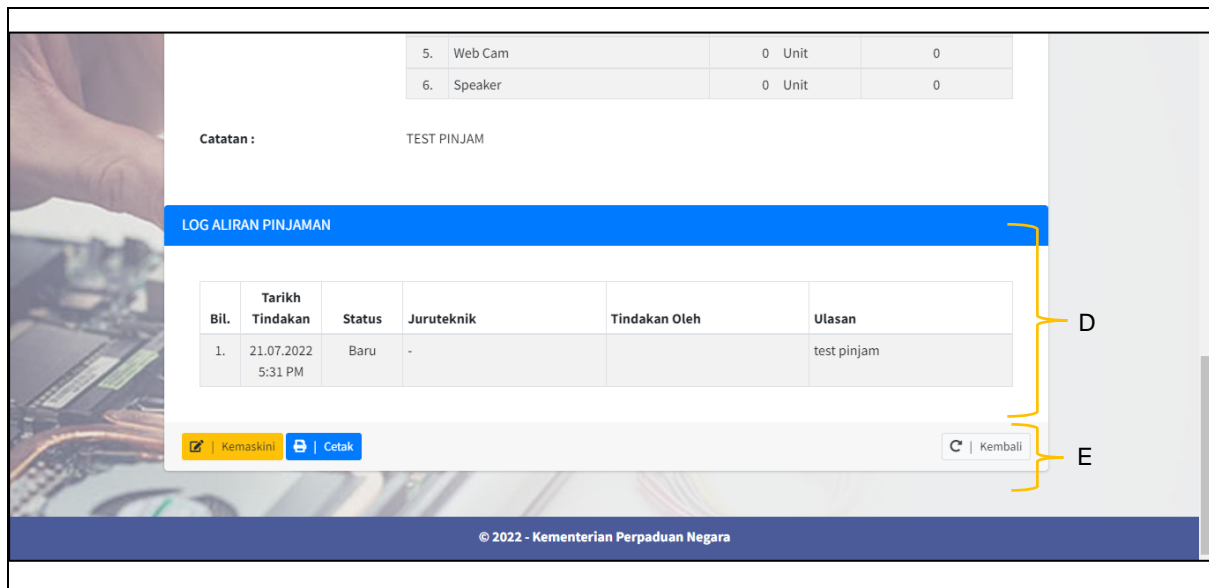 5. Web Cam 0 Unit 0
6. Speaker 0 Unit 0
Catatan : TEST PINJAM
LOG ALIRAN PINJAMAN
Bil. Tarikh Tindakan Status Juruteknik Tindakan Oleh Ulasan
1. 21.07.2022 5:31 PM Baru - test pinjam
D
| Kemaskini | Cetak | Kembali
E
© 2022 - Kementerian Perpaduan Negara